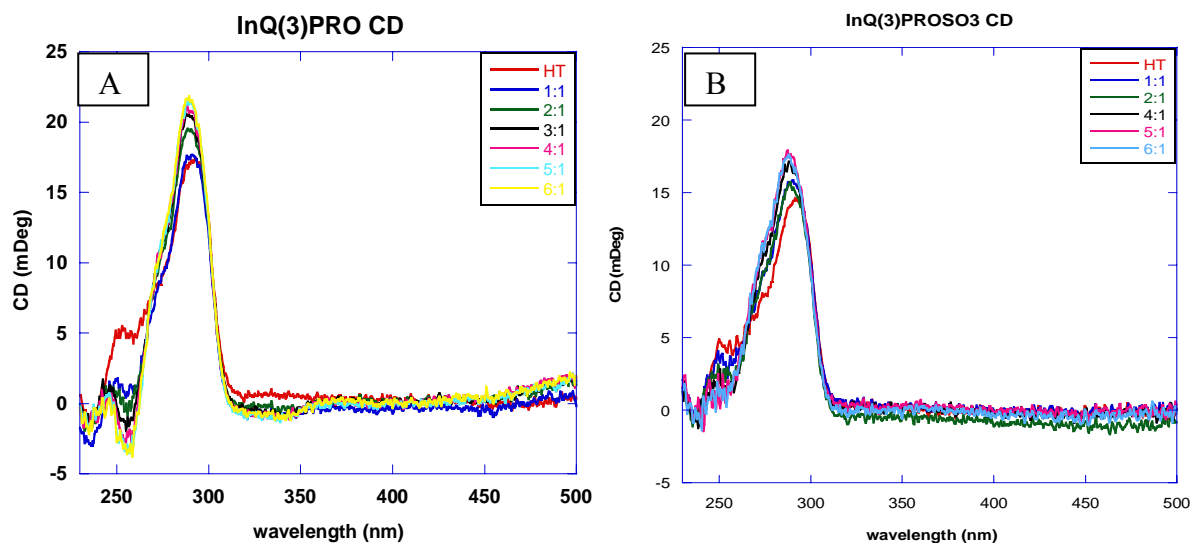 InQ(3)PRO CD
A
25
20
15
10
5
0
-5
CD (mDeg)
HT
1:1
2:1
3:1
4:1
5:1
6:1
250 300 350 400 450 500
wavelength (nm)
InQ(3)PROSO3 CD
B
25
20
15
10
5
0
-5
CD (mDeg)
HT
1:1
2:1
4:1
5:1
6:1
250 300 350 400 450 500
wavelength (nm)